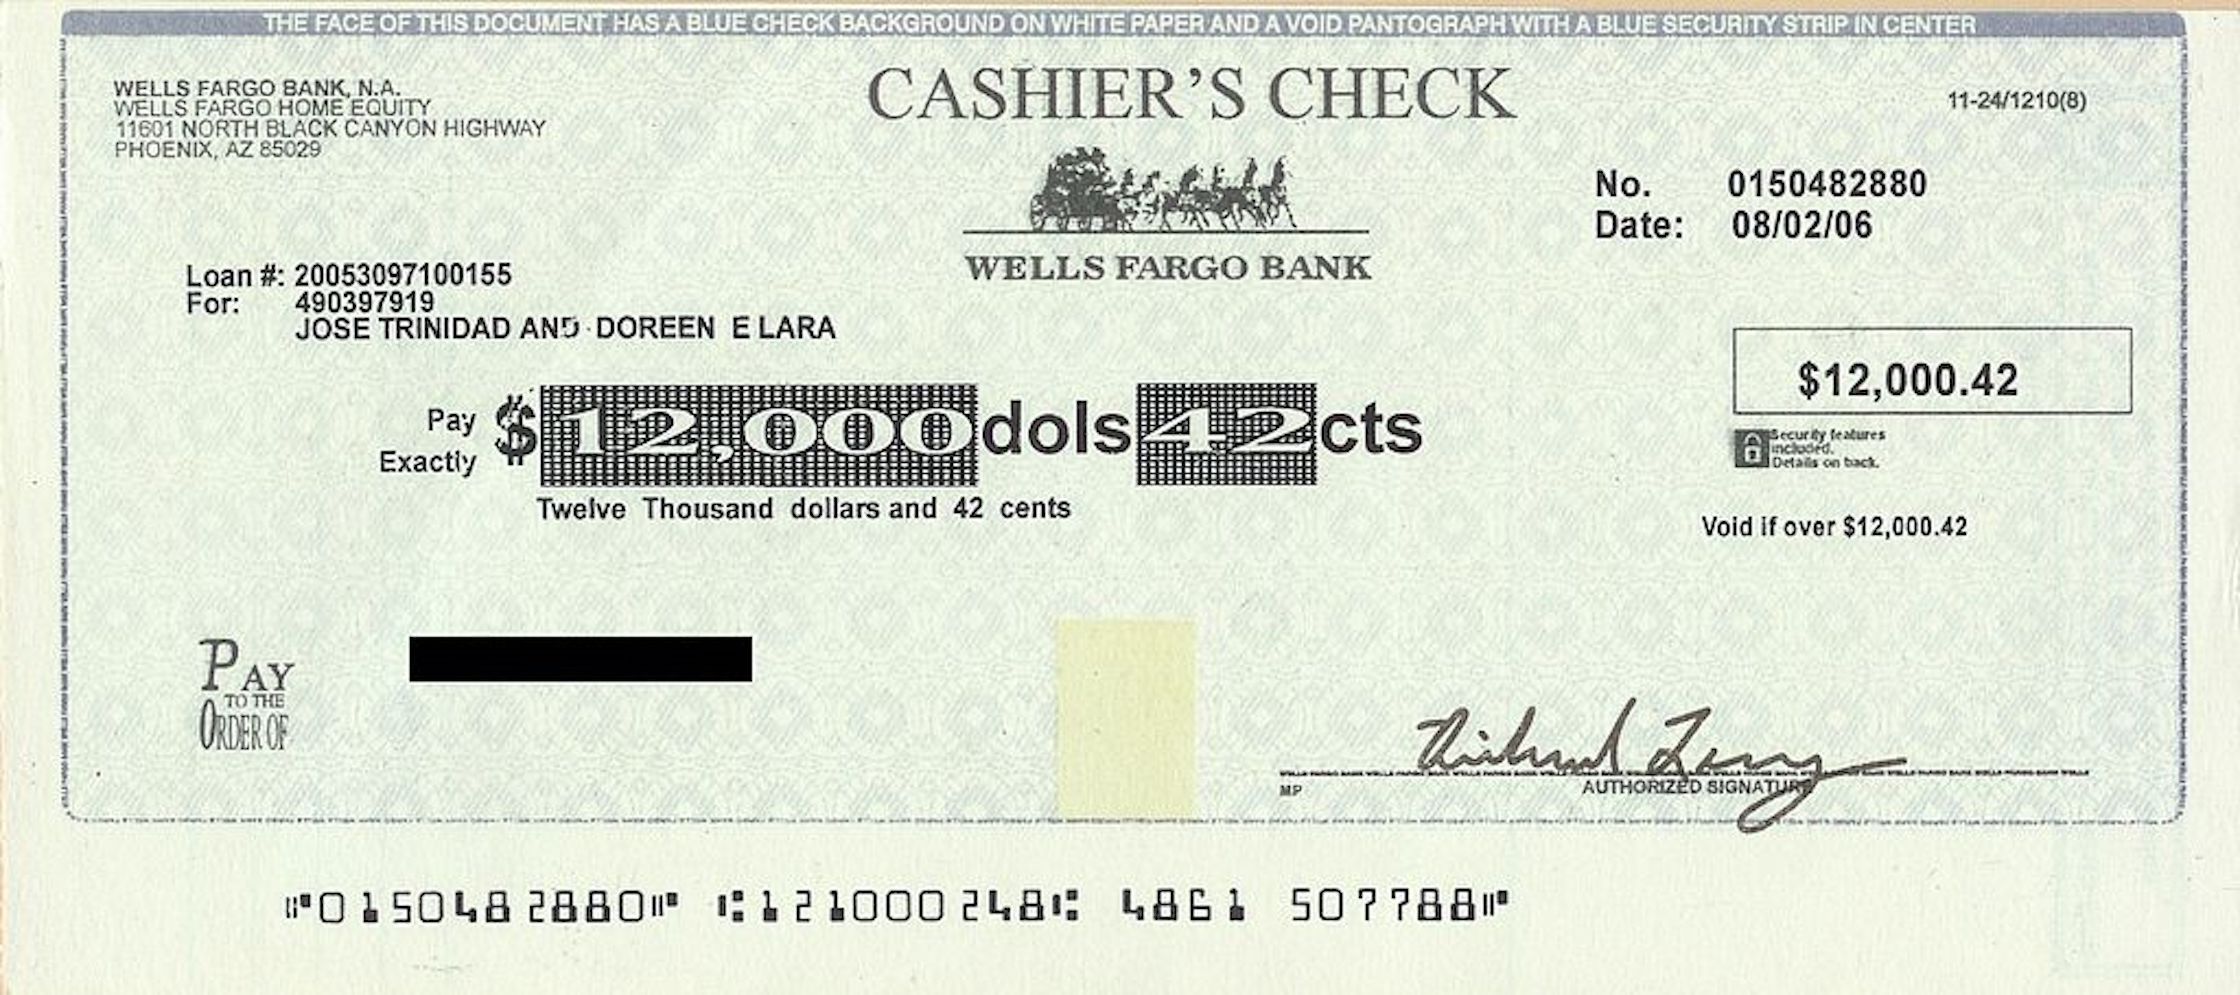 THE FACE OF THIS DOCUMENT HAS A BLUE CHECK BACKGROUND ON WHITE PAPER AND A VOID PANTOGRAPH WITH A BLUE SECURITY STRIP IN CENTER
WELLS FARGO BANK, N.A.
WELLS FARGO HOME EQUITY
11601 NORTH BLACK CANYON HIGHWAY
PHOENIX, AZ 85029
CASHIER'S CHECK
WELLS FARGO BANK
11-24/1210(8)
No. 0150482880
Date: 08/02/06
Loan #: 20053097100155
For: 490397919
JOSE TRINIDAD AND DOREEN E LARA
$12,000.42
Pay Exactly $12,000dols42cts
Twelve Thousand dollars and 42 cents
Security features
included.
Details on back.
Void if over $12,000.42
PAY
TO THE
ORDER OF
MP
AUTHORIZED SIGNATURE
⑈0150482880⑈ ⑆121000248⑆ 4861 507788⑈